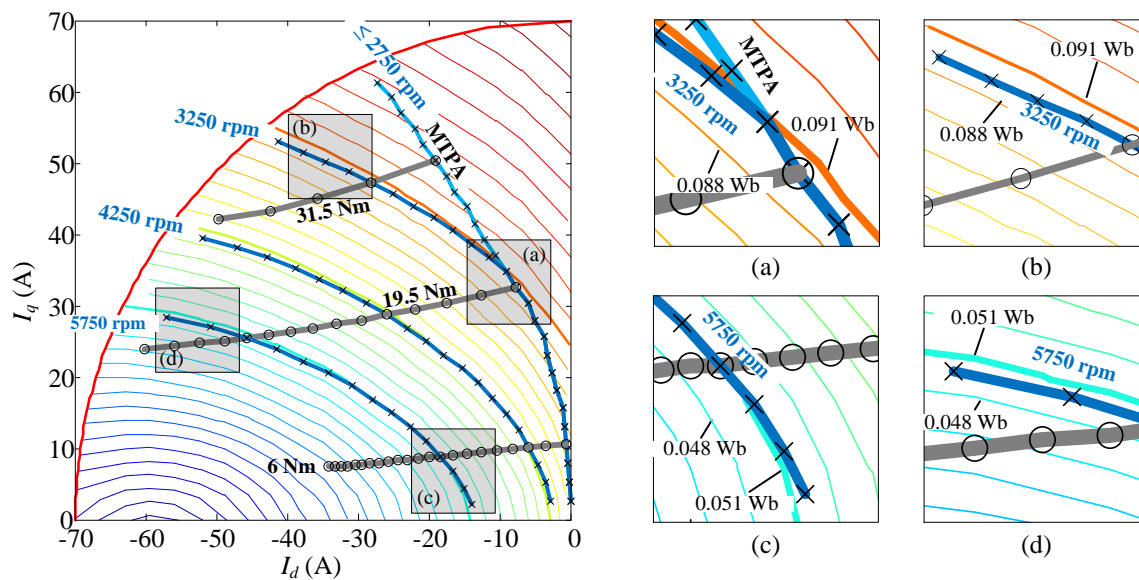 70
60
50
40
30
20
10
0
I_q (A)
-70
-60
-50
-40
-30
-20
-10
0
I_d (A)
≤ 2750 rpm
MTPA
3250 rpm
(b)
31.5 Nm
4250 rpm
(a)
19.5 Nm
5750 rpm
(d)
6 Nm
(c)
MTPA
3250 rpm
0.091 Wb
0.088 Wb
(a)
0.091 Wb
3250 rpm
0.088 Wb
(b)
5750 rpm
0.048 Wb
0.051 Wb
(c)
0.051 Wb
5750 rpm
0.048 Wb
(d)